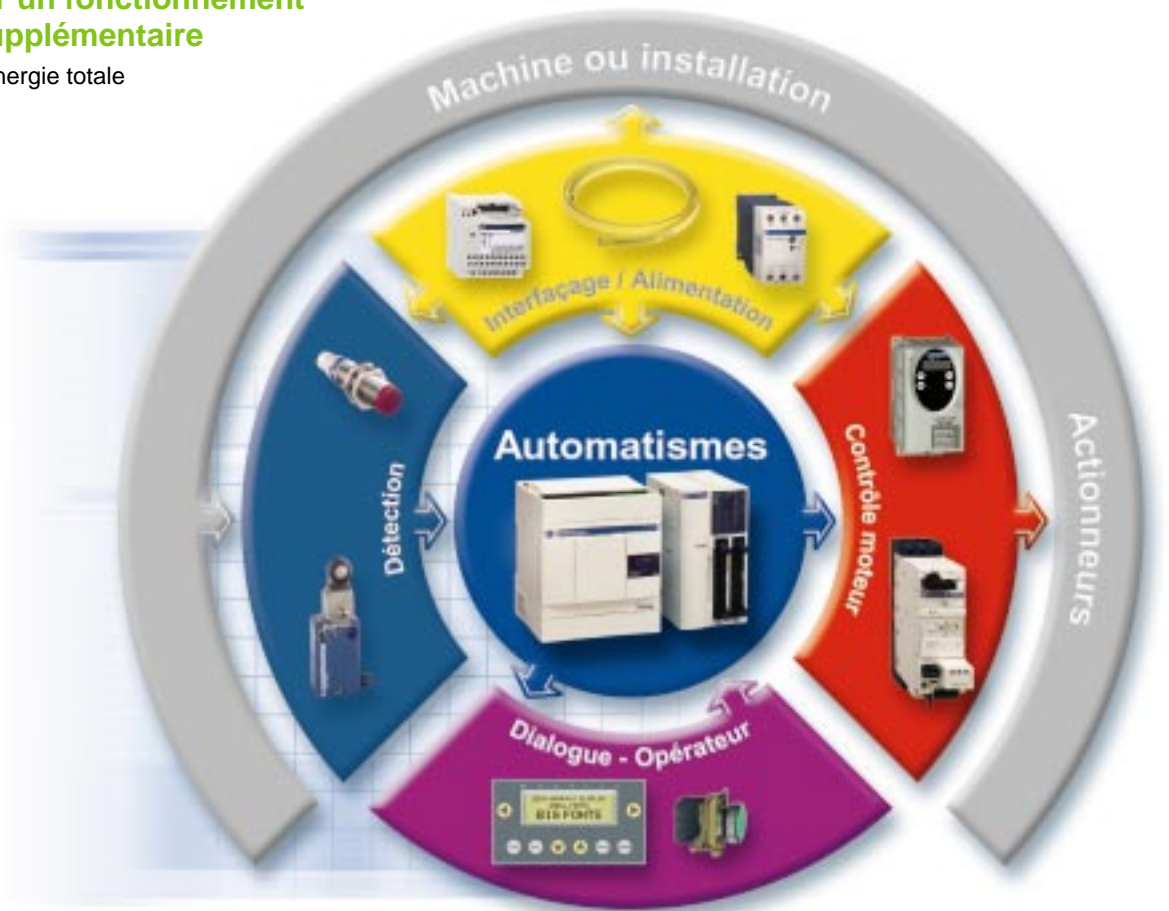 un fonctionnement
upplémentaire
nergie totale
Machine ou installation
Interfaçage / Alimentation
Détection
Automatismes
Contrôle moteur
Actionneurs
Dialogue - Opérateur